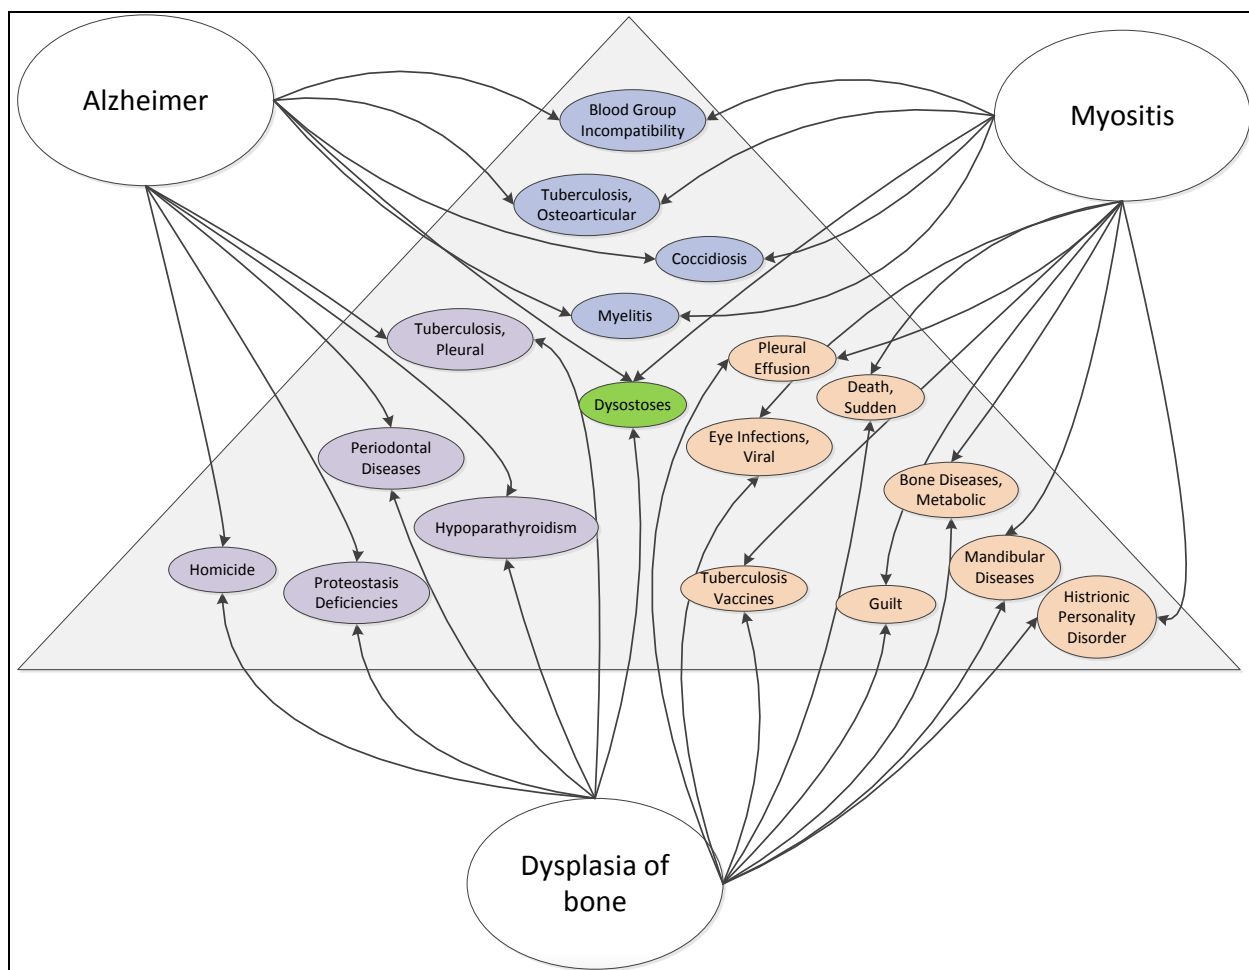 Alzheimer
Myositis
Blood Group
Incompatibility
Tuberculosis,
Osteoarticular
Coccidiosis
Myelitis
Tuberculosis,
Pleural
Pleural
Effusion
Dysostoses
Death,
Sudden
Eye Infections,
Viral
Periodontal
Diseases
Bone Diseases,
Metabolic
Hypoparathyroidism
Homicide
Proteostasis
Deficiencies
Tuberculosis
Vaccines
Guilt
Mandibular
Diseases
Histrionic
Personality
Disorder
Dysplasia of
bone